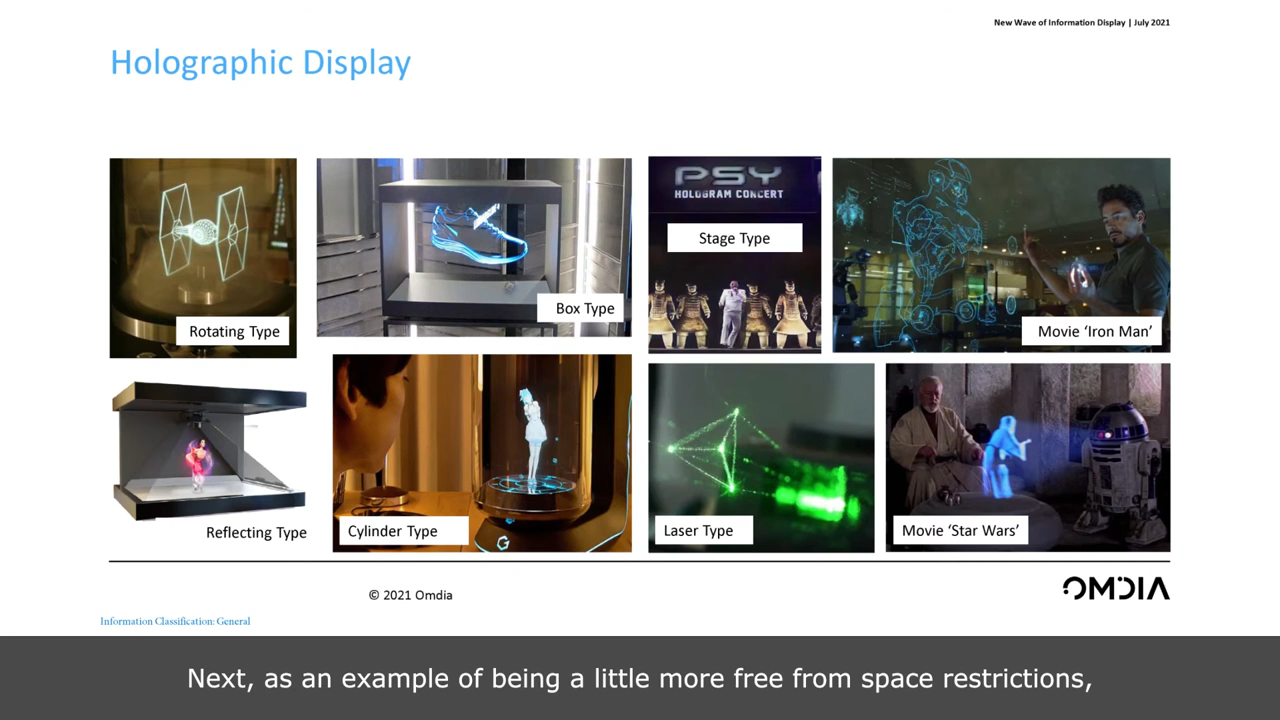 New Wave of Information Display | July 2021
Holographic Display
Rotating Type
Box Type
PSY
HOLOGRAM CONCERT
Stage Type
Movie ‘Iron Man’
Reflecting Type
Cylinder Type
Laser Type
Movie ‘Star Wars’
© 2021 Omdia
OMDIA
Information Classification: General
Next, as an example of being a little more free from space restrictions,